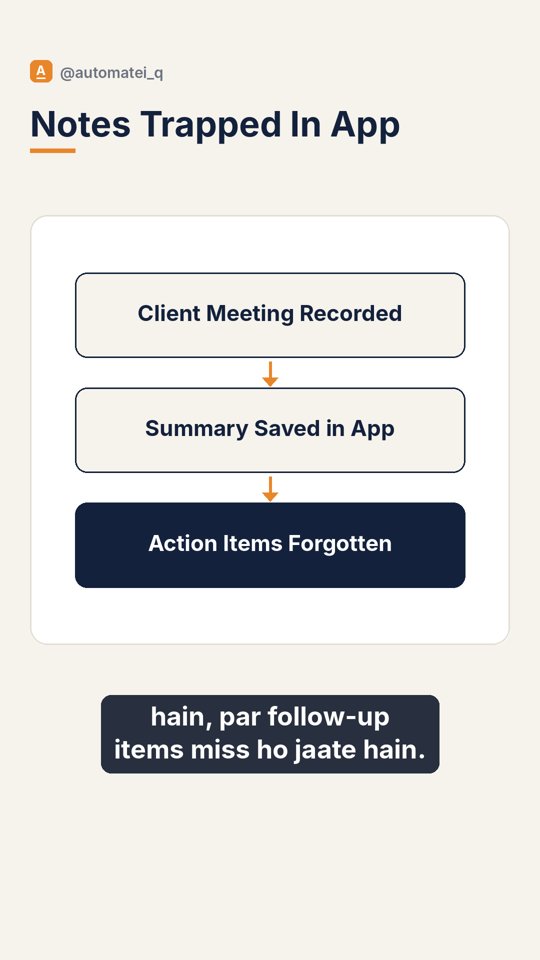 A
@automatei_q
Notes Trapped In App
Client Meeting Recorded
Summary Saved in App
Action Items Forgotten
hain, par follow-up
items miss ho jaate hain.